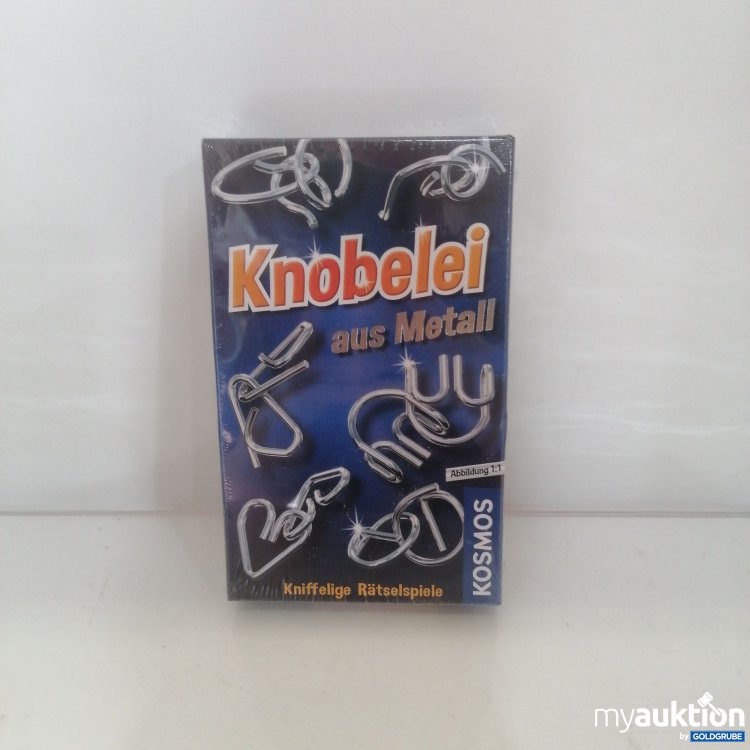 Knobelei
aus Metall
Abbildung 1:1
KOSMOS
Kniffelige Rätselspiele
myauktion
by GOLDGRUBE